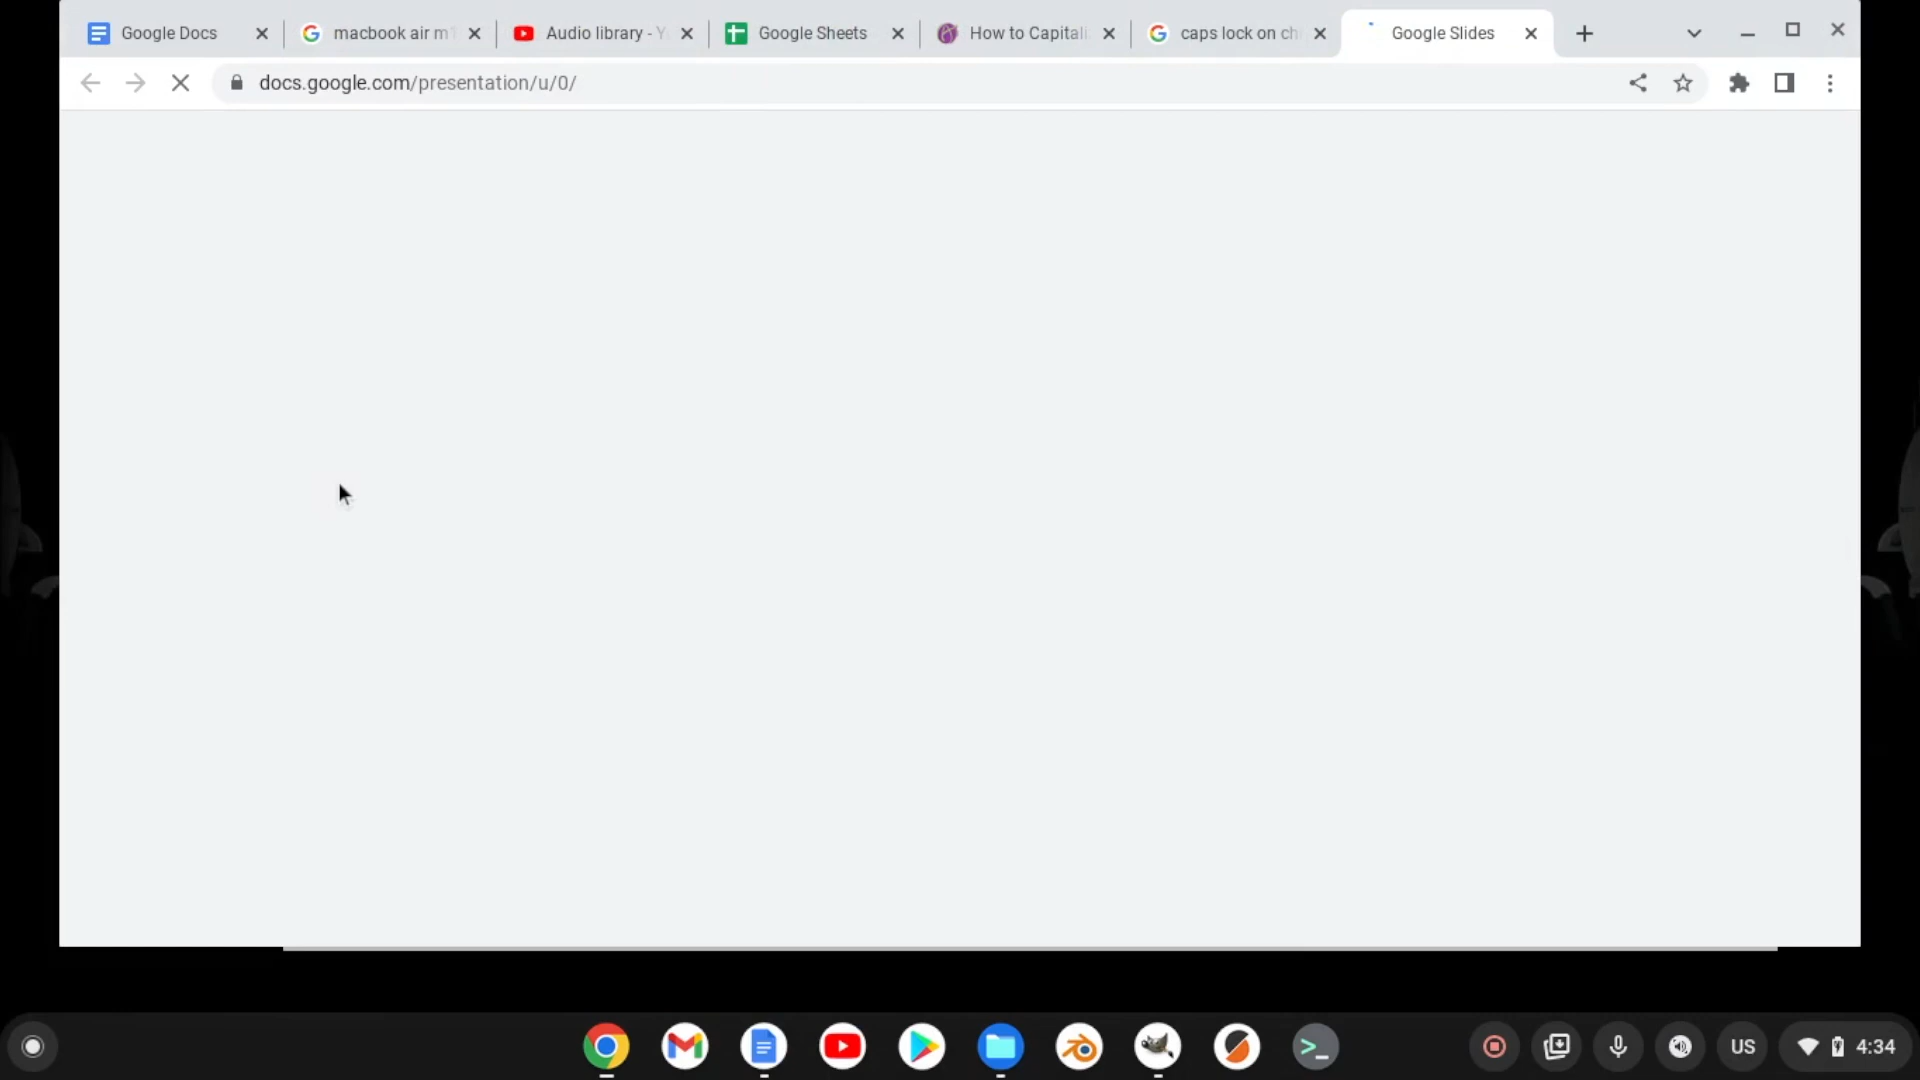 Google Docs
macbook air m1
Audio library - Y
Google Sheets
How to Capitali
caps lock on ch
Google Slides
docs.google.com/presentation/u/0/
US
4:34